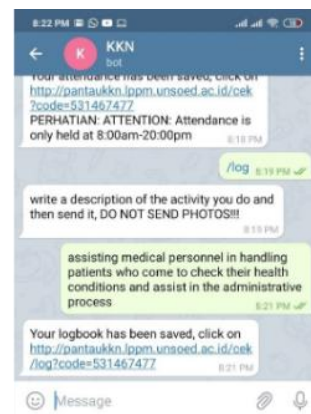 8:22 PM
KKN
bot
Your attendance has been saved, click on
http://pantaukkn.lppm.unsoed.ac.id/cek
?code=531467477
PERHATIAN: ATTENTION: Attendance is
only held at 8:00am-20:00pm
8:18 PM
/log 8:19 PM
write a description of the activity you do and
then send it, DO NOT SEND PHOTOS!!!
8:19 PM
assisting medical personnel in handling
patients who come to check their health
conditions and assist in the administrative
process
8:21 PM
Your logbook has been saved, click on
http://pantaukkn.lppm.unsoed.ac.id/cek
/log?code=531467477
8:21 PM
Message